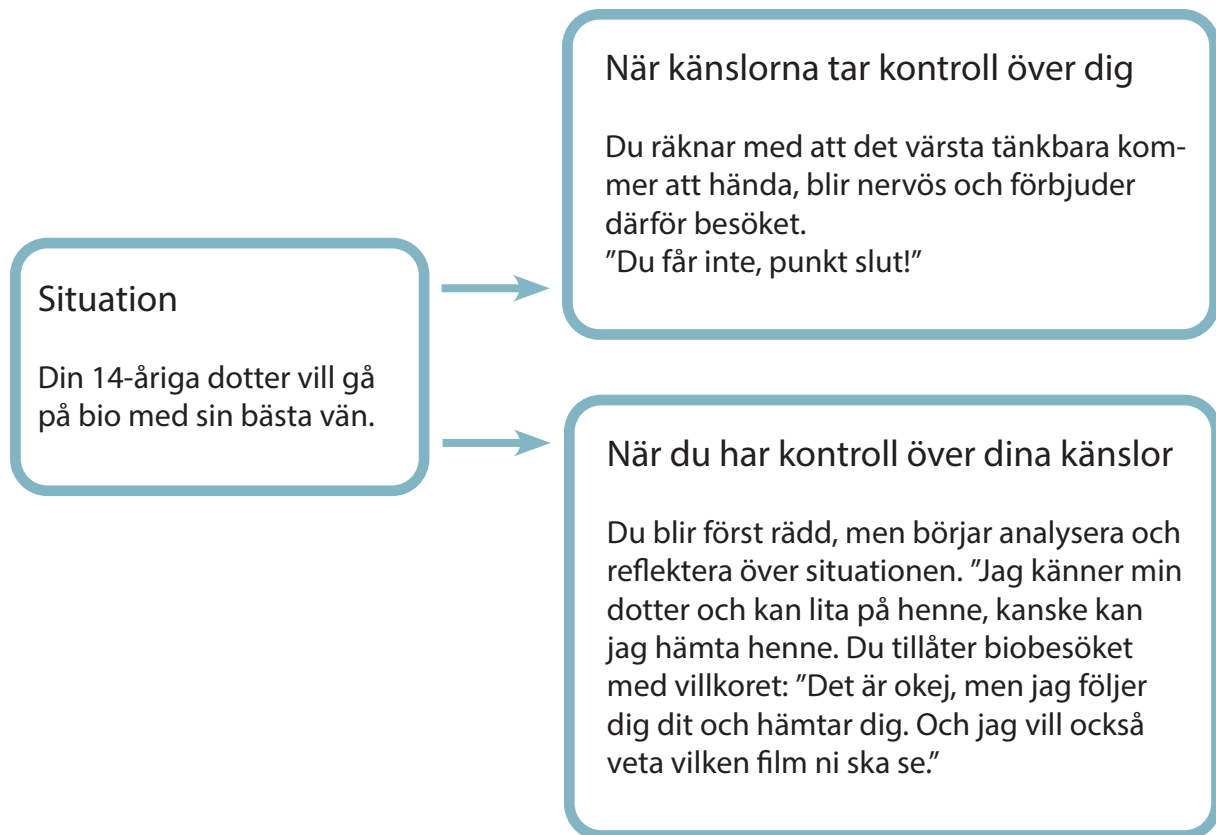 Situation
Din 14-åriga dotter vill gå
på bio med sin bästa vän.
När känslorna tar kontroll över dig
Du räknar med att det värsta tänkbara kom-
mer att hända, blir nervös och förbjuder
därför besöket.
”Du får inte, punkt slut!”
När du har kontroll över dina känslor
Du blir först rädd, men börjar analysera och
reflektera över situationen. ”Jag känner min
dotter och kan lita på henne, kanske kan
jag hämta henne. Du tillåter biobesöket
med villkoret: ”Det är okej, men jag följer
dig dit och hämtar dig. Och jag vill också
veta vilken film ni ska se.”